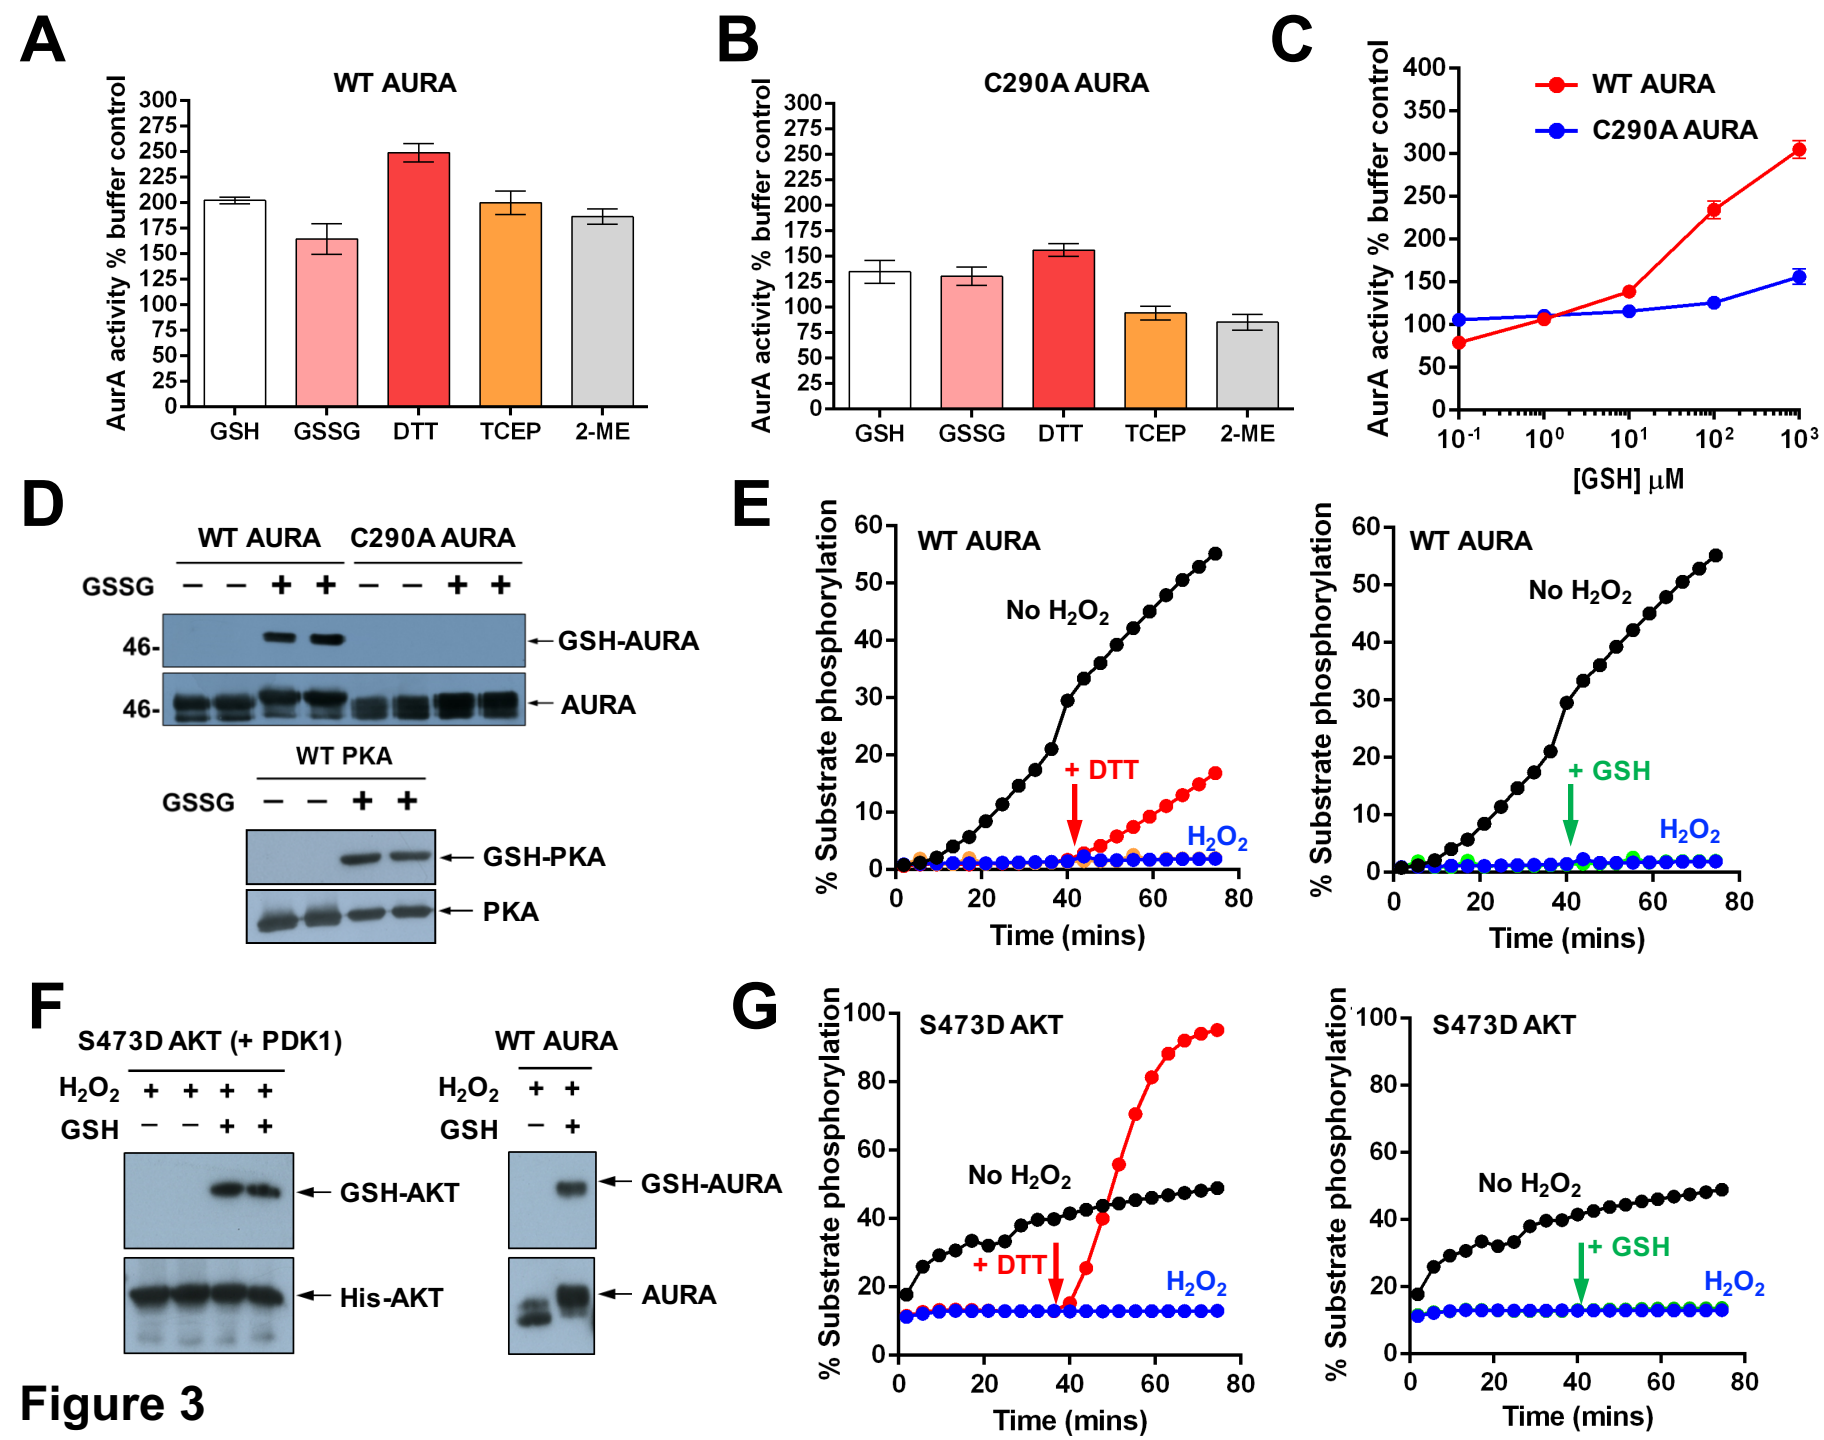 A
WT AURA
AurA activity % buffer control
300
275
250
225
200
175
150
125
100
75
50
25
0
GSH GSSG DTT TCEP 2-ME
B
C290A AURA
AurA activity % buffer control
300
275
250
225
200
175
150
125
100
75
50
25
0
GSH GSSG DTT TCEP 2-ME
C
AurA activity % buffer control
400
350
300
250
200
150
100
50
0
WT AURA
C290A AURA
10⁻¹ 10⁰ 10¹ 10² 10³
[GSH] µM
D
WT AURA C290A AURA
GSSG − − + + − − + +
46- GSH-AURA
46- AURA
WT PKA
GSSG − − + +
GSH-PKA
PKA
E
% Substrate phosphorylation
60
50
40
30
20
10
0
WT AURA
No H₂O₂
+ DTT
H₂O₂
0 20 40 60 80
Time (mins)
% Substrate phosphorylation
60
50
40
30
20
10
0
WT AURA
No H₂O₂
+ GSH
H₂O₂
0 20 40 60 80
Time (mins)
F
S473D AKT (+ PDK1)
H₂O₂ + + + +
GSH − − + +
GSH-AKT
His-AKT
WT AURA
H₂O₂ + +
GSH − +
GSH-AURA
AURA
G
% Substrate phosphorylation
100
80
60
40
20
0
S473D AKT
No H₂O₂
+ DTT
H₂O₂
0 20 40 60 80
Time (mins)
% Substrate phosphorylation
100
80
60
40
20
0
S473D AKT
No H₂O₂
+ GSH
H₂O₂
0 20 40 60 80
Time (mins)
Figure 3